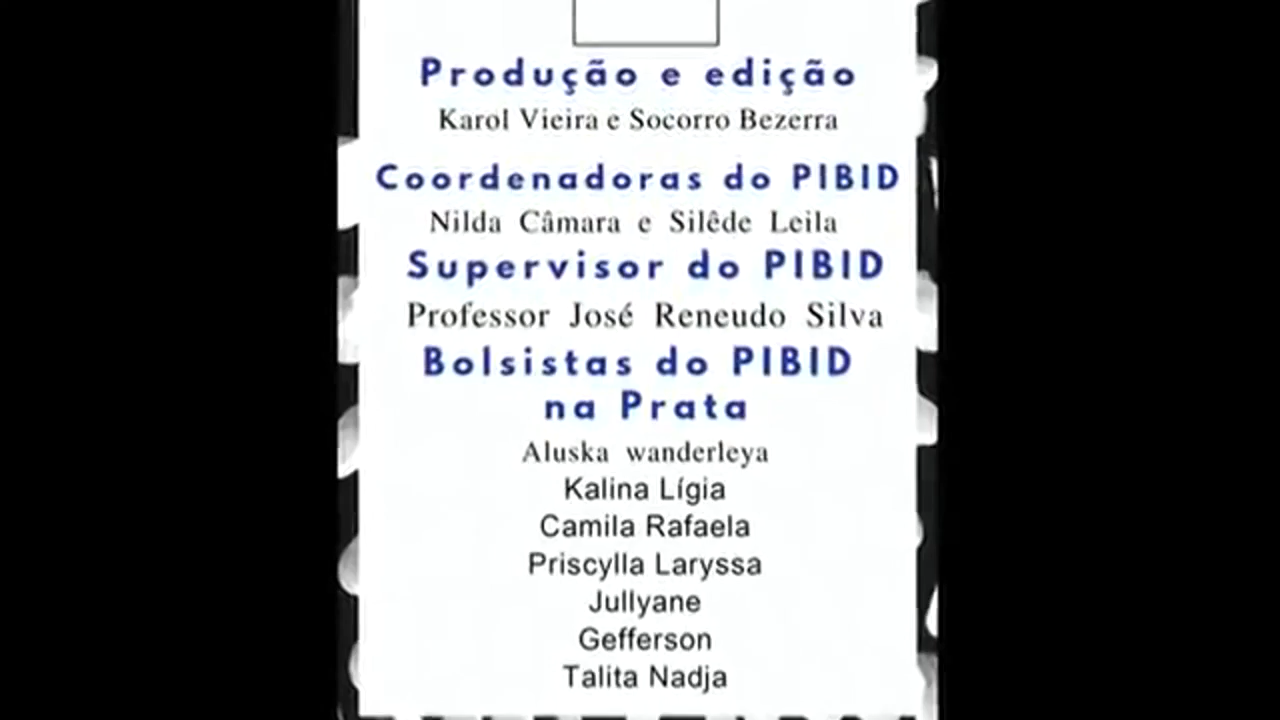 Produção e edição
Karol Vieira e Socorro Bezerra
Coordenadoras do PIBID
Nilda Câmara e Silêde Leila
Supervisor do PIBID
Professor José Reneudo Silva
Bolsistas do PIBID
na Prata
Aluska wanderleya
Kalina Lígia
Camila Rafaela
Priscylla Laryssa
Jullyane
Gefferson
Talita Nadja